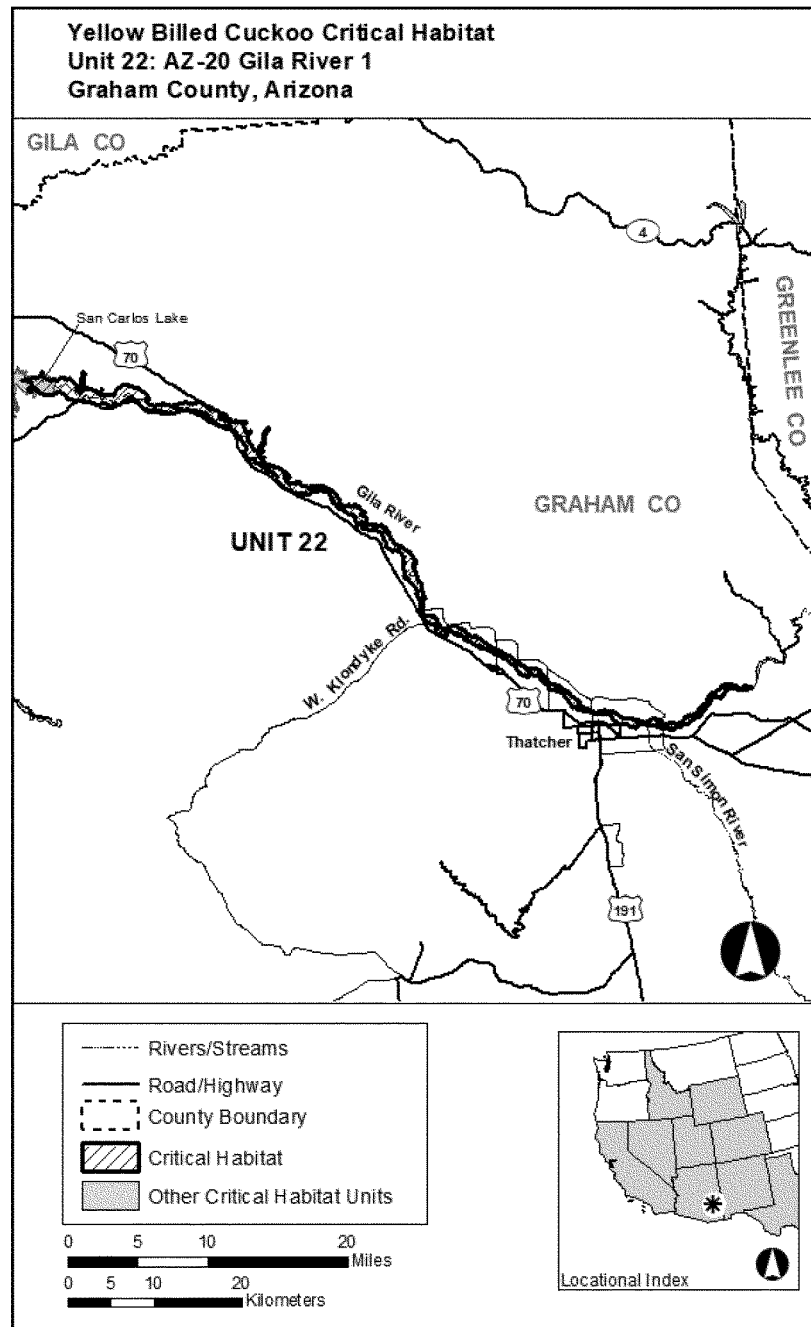 Yellow Billed Cuckoo Critical Habitat
Unit 22: AZ-20 Gila River 1
Graham County, Arizona
GILA CO
4
GREENLEE CO
San Carlos Lake
70
Gila River
GRAHAM CO
UNIT 22
W. Klondyke Rd.
70
Thatcher
San Simon River
191
Rivers/Streams
Road/Highway
County Boundary
Critical Habitat
Other Critical Habitat Units
0 5 10 20
Miles
0 5 10 20
Kilometers
Locational Index